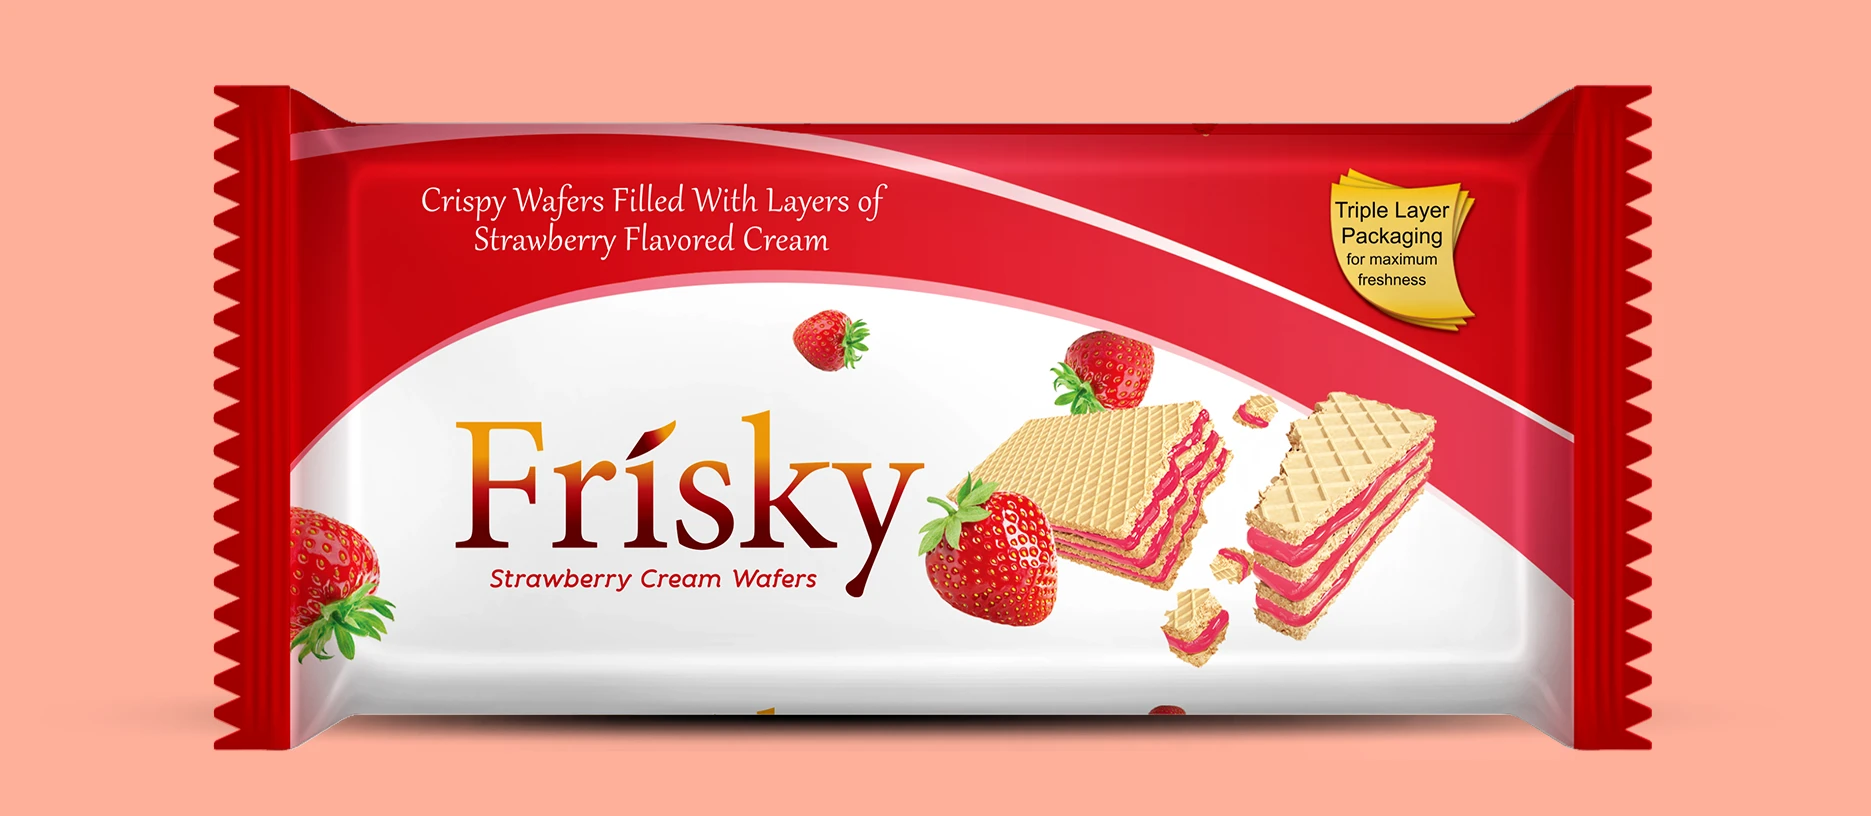 Crispy Wafers Filled With Layers of
Strawberry Flavored Cream
Triple Layer
Packaging
for maximum
freshness
Frísky
Strawberry Cream Wafers